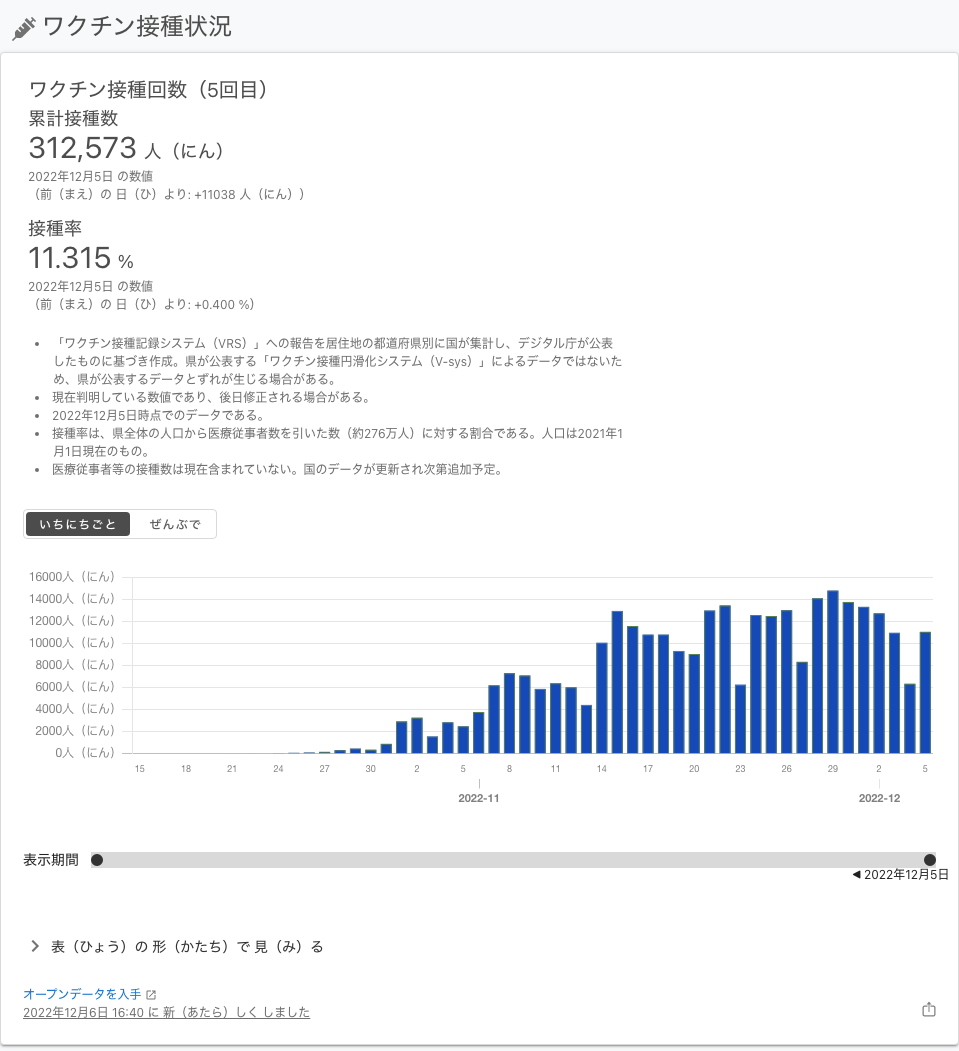 ワクチン接種状況
ワクチン接種回数（5回目）
累計接種数
312,573 人（にん）
2022年12月5日 の数値
（前（まえ）の 日（ひ）より: +11038 人（にん））
接種率
11.315 %
2022年12月5日 の数値
（前（まえ）の 日（ひ）より: +0.400 %）
• 「ワクチン接種記録システム（VRS）」への報告を居住地の都道府県別に国が集計し、デジタル庁が公表
したものに基づき作成。県が公表する「ワクチン接種円滑化システム（V-sys）」によるデータではないた
め、県が公表するデータとずれが生じる場合がある。
• 現在判明している数値であり、後日修正される場合がある。
• 2022年12月5日時点でのデータである。
• 接種率は、県全体の人口から医療従事者数を引いた数（約276万人）に対する割合である。人口は2021年1
月1日現在のもの。
• 医療従事者等の接種数は現在含まれていない。国のデータが更新され次第追加予定。
いちにちごと ぜんぶで
16000人（にん）
14000人（にん）
12000人（にん）
10000人（にん）
8000人（にん）
6000人（にん）
4000人（にん）
2000人（にん）
0人（にん）
15 18 21 24 27 30 2 5 8 11 14 17 20 23 26 29 2 5
2022-11 2022-12
表示期間
◀ 2022年12月5日
表（ひょう）の 形（かたち）で 見（み）る
オープンデータを入手
2022年12月6日 16:40 に 新（あたら）しく しました